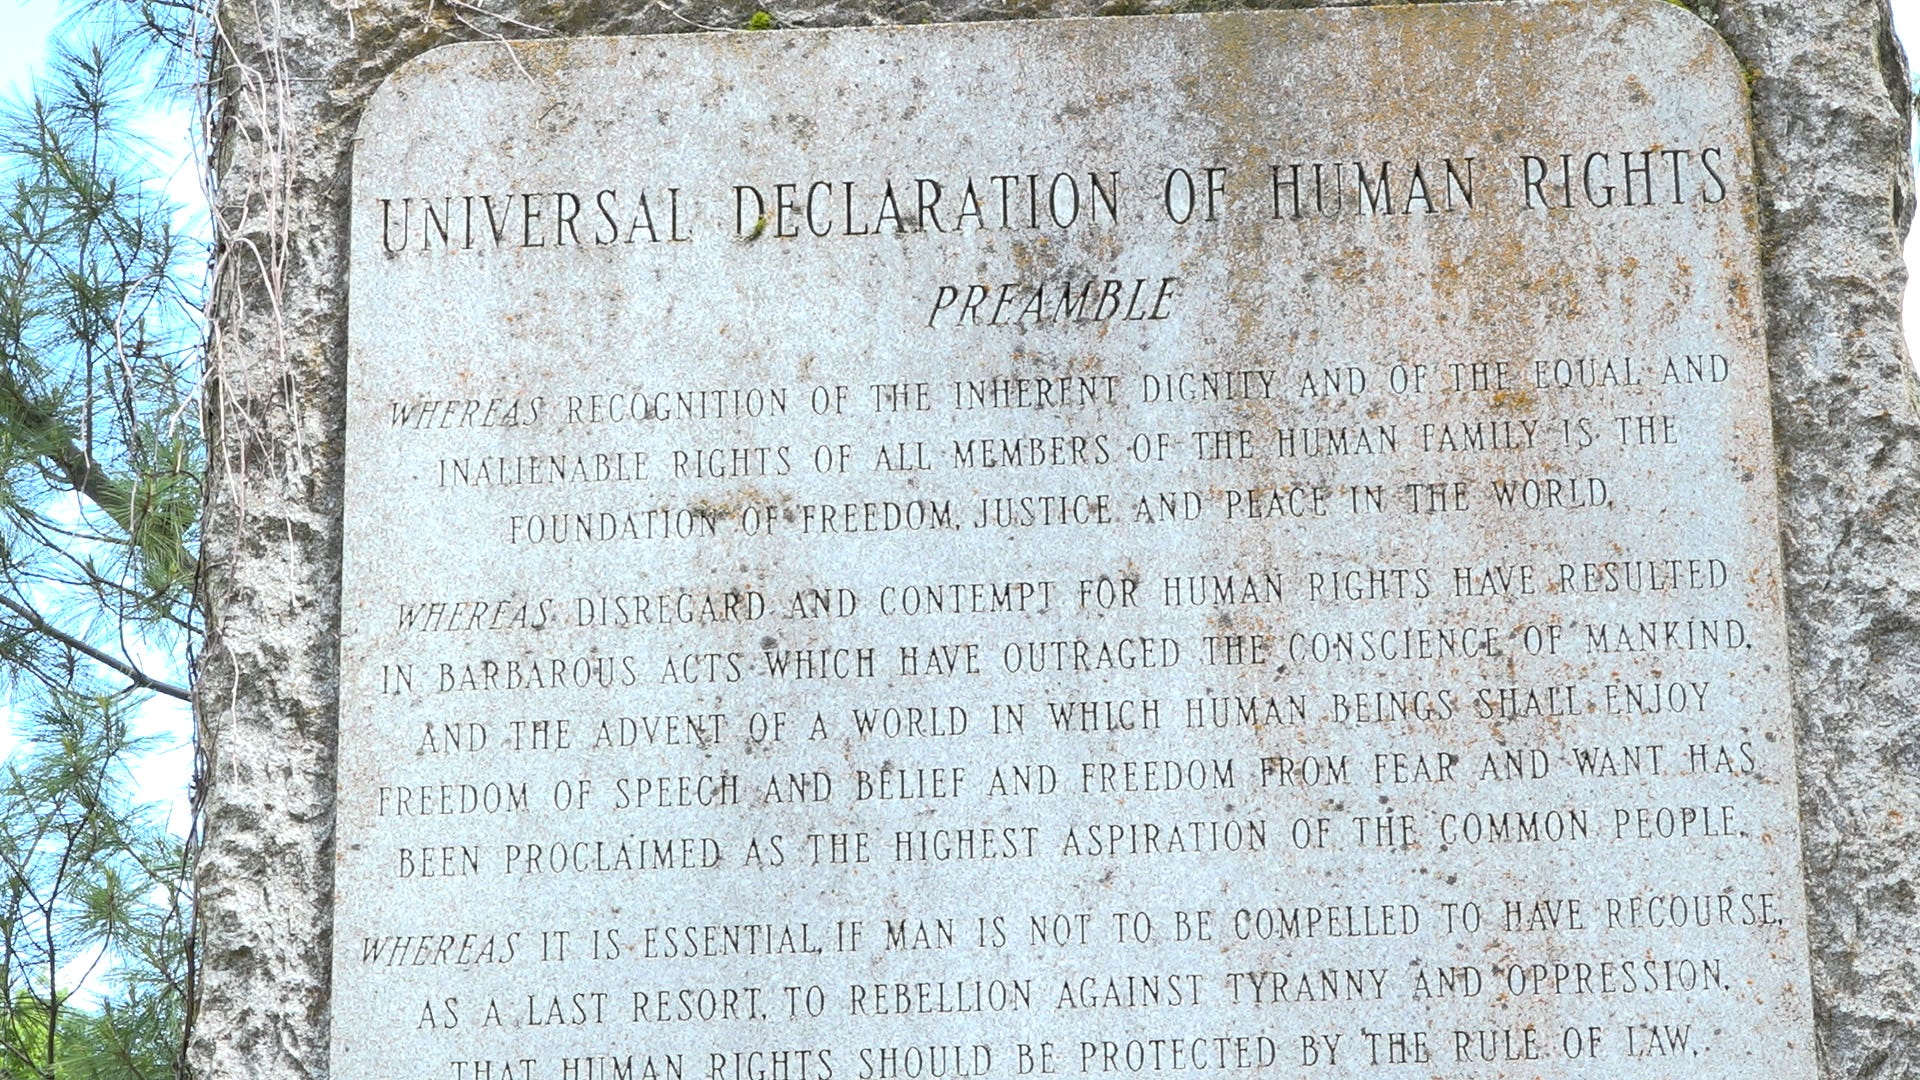 UNIVERSAL DECLARATION OF HUMAN RIGHTS
PREAMBLE
WHEREAS RECOGNITION OF THE INHERENT DIGNITY AND OF THE EQUAL AND
INALIENABLE RIGHTS OF ALL MEMBERS OF THE HUMAN FAMILY IS THE
FOUNDATION OF FREEDOM, JUSTICE AND PEACE IN THE WORLD,
WHEREAS DISREGARD AND CONTEMPT FOR HUMAN RIGHTS HAVE RESULTED
IN BARBAROUS ACTS WHICH HAVE OUTRAGED THE CONSCIENCE OF MANKIND,
AND THE ADVENT OF A WORLD IN WHICH HUMAN BEINGS SHALL ENJOY
FREEDOM OF SPEECH AND BELIEF AND FREEDOM FROM FEAR AND WANT HAS
BEEN PROCLAIMED AS THE HIGHEST ASPIRATION OF THE COMMON PEOPLE,
WHEREAS IT IS ESSENTIAL, IF MAN IS NOT TO BE COMPELLED TO HAVE RECOURSE,
AS A LAST RESORT, TO REBELLION AGAINST TYRANNY AND OPPRESSION,
THAT HUMAN RIGHTS SHOULD BE PROTECTED BY THE RULE OF LAW,